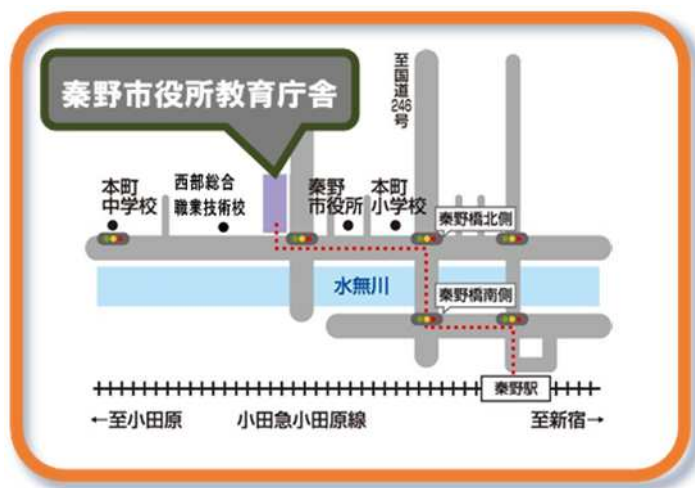 秦野市役所教育庁舎
至国道246号
本町
中学校
西部総合
職業技術校
秦野
市役所
本町
小学校
秦野橋北側
水無川
秦野橋南側
秦野駅
←至小田原
小田急小田原線
至新宿→